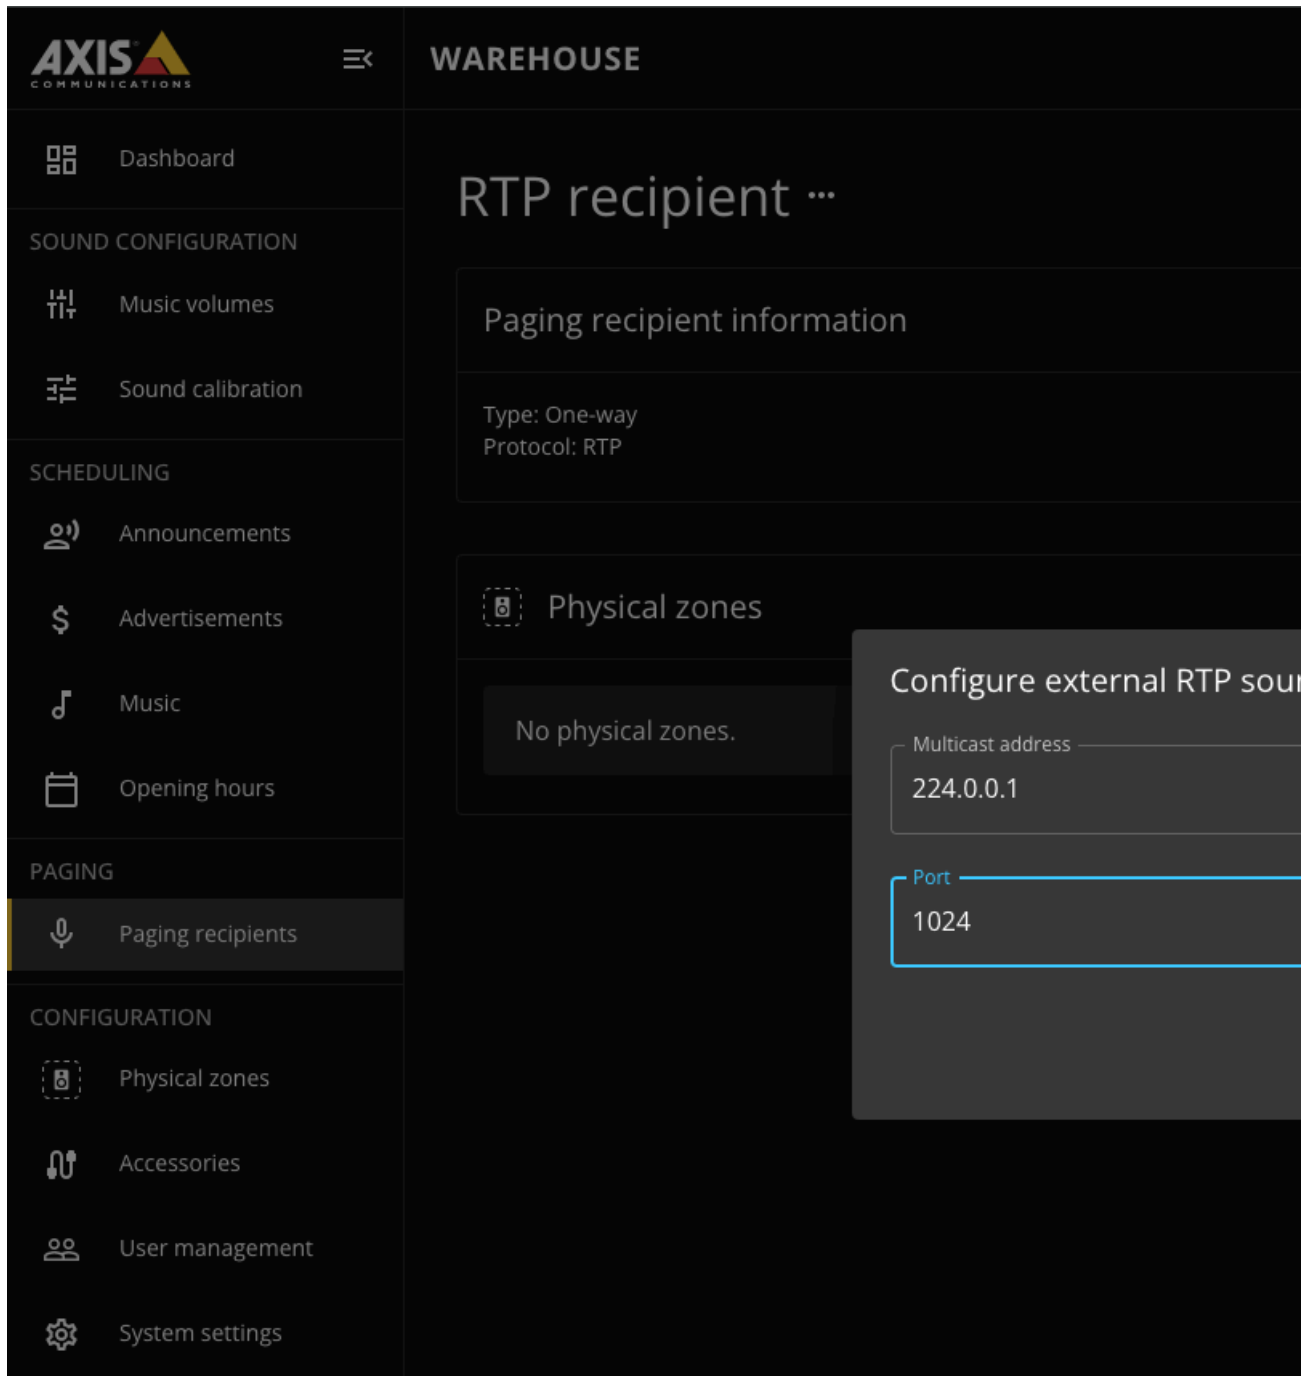 AXIS
COMMUNICATIONS
WAREHOUSE
Dashboard
SOUND CONFIGURATION
Music volumes
Sound calibration
SCHEDULING
Announcements
Advertisements
Music
Opening hours
PAGING
Paging recipients
CONFIGURATION
Physical zones
Accessories
User management
System settings
RTP recipient ···
Paging recipient information
Type: One-way
Protocol: RTP
Physical zones
No physical zones.
Configure external RTP
Multicast address
224.0.0.1
Port
1024